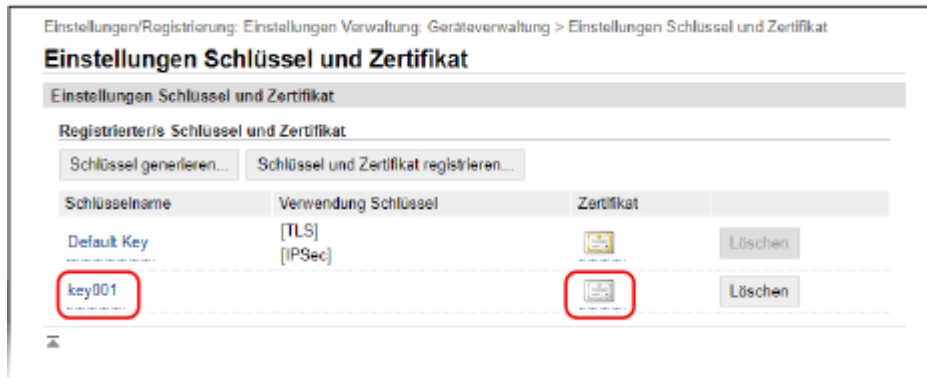 Einstellungen/Registrierung: Einstellungen Verwaltung: Geräteverwaltung > Einstellungen Schlüssel und Zertifikat
Einstellungen Schlüssel und Zertifikat
Einstellungen Schlüssel und Zertifikat
Registrierter/s Schlüssel und Zertifikat
Schlüssel generieren... Schlüssel und Zertifikat registrieren...
Schlüsselname Verwendung Schlüssel Zertifikat
Default Key [TLS] Löschen
[IPSec]
key001 Löschen